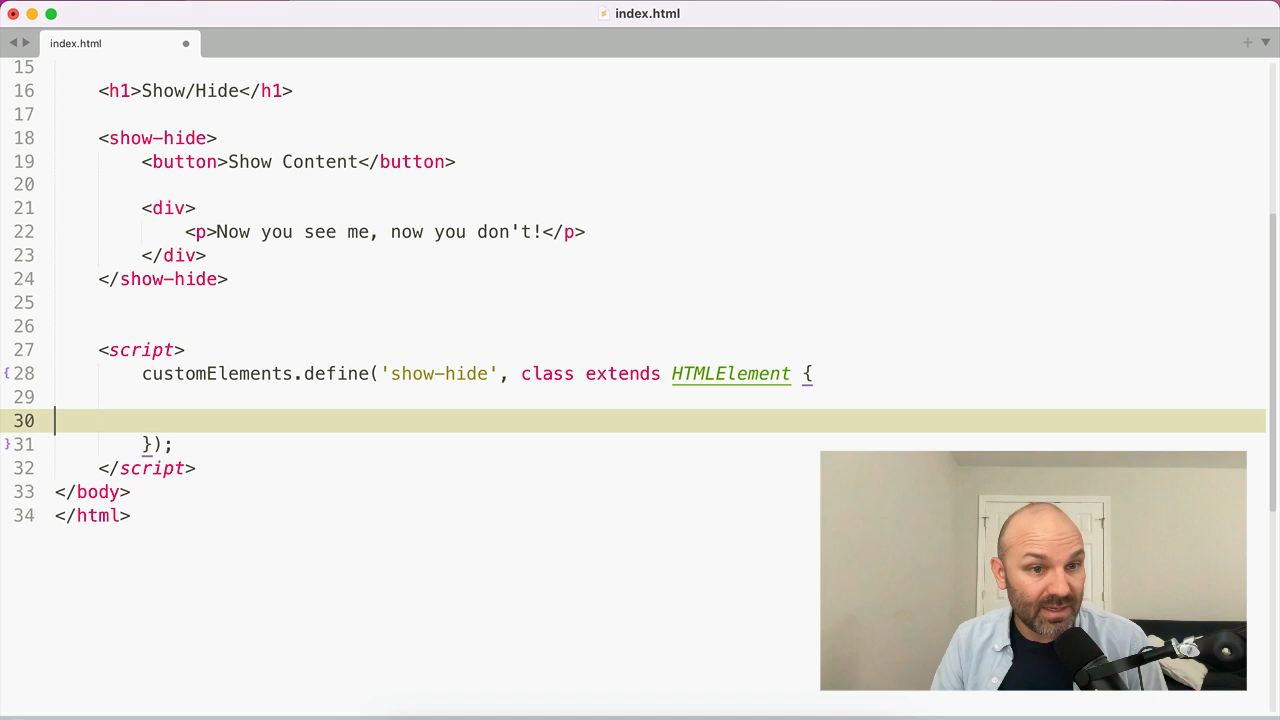 index.html
index.html
15
16 <h1>Show/Hide</h1>
17
18 <show-hide>
19 <button>Show Content</button>
20
21 <div>
22 <p>Now you see me, now you don't!</p>
23 </div>
24 </show-hide>
25
26
27 <script>
28 customElements.define('show-hide', class extends HTMLElement {
29
30
31 });
32 </script>
33 </body>
34 </html>